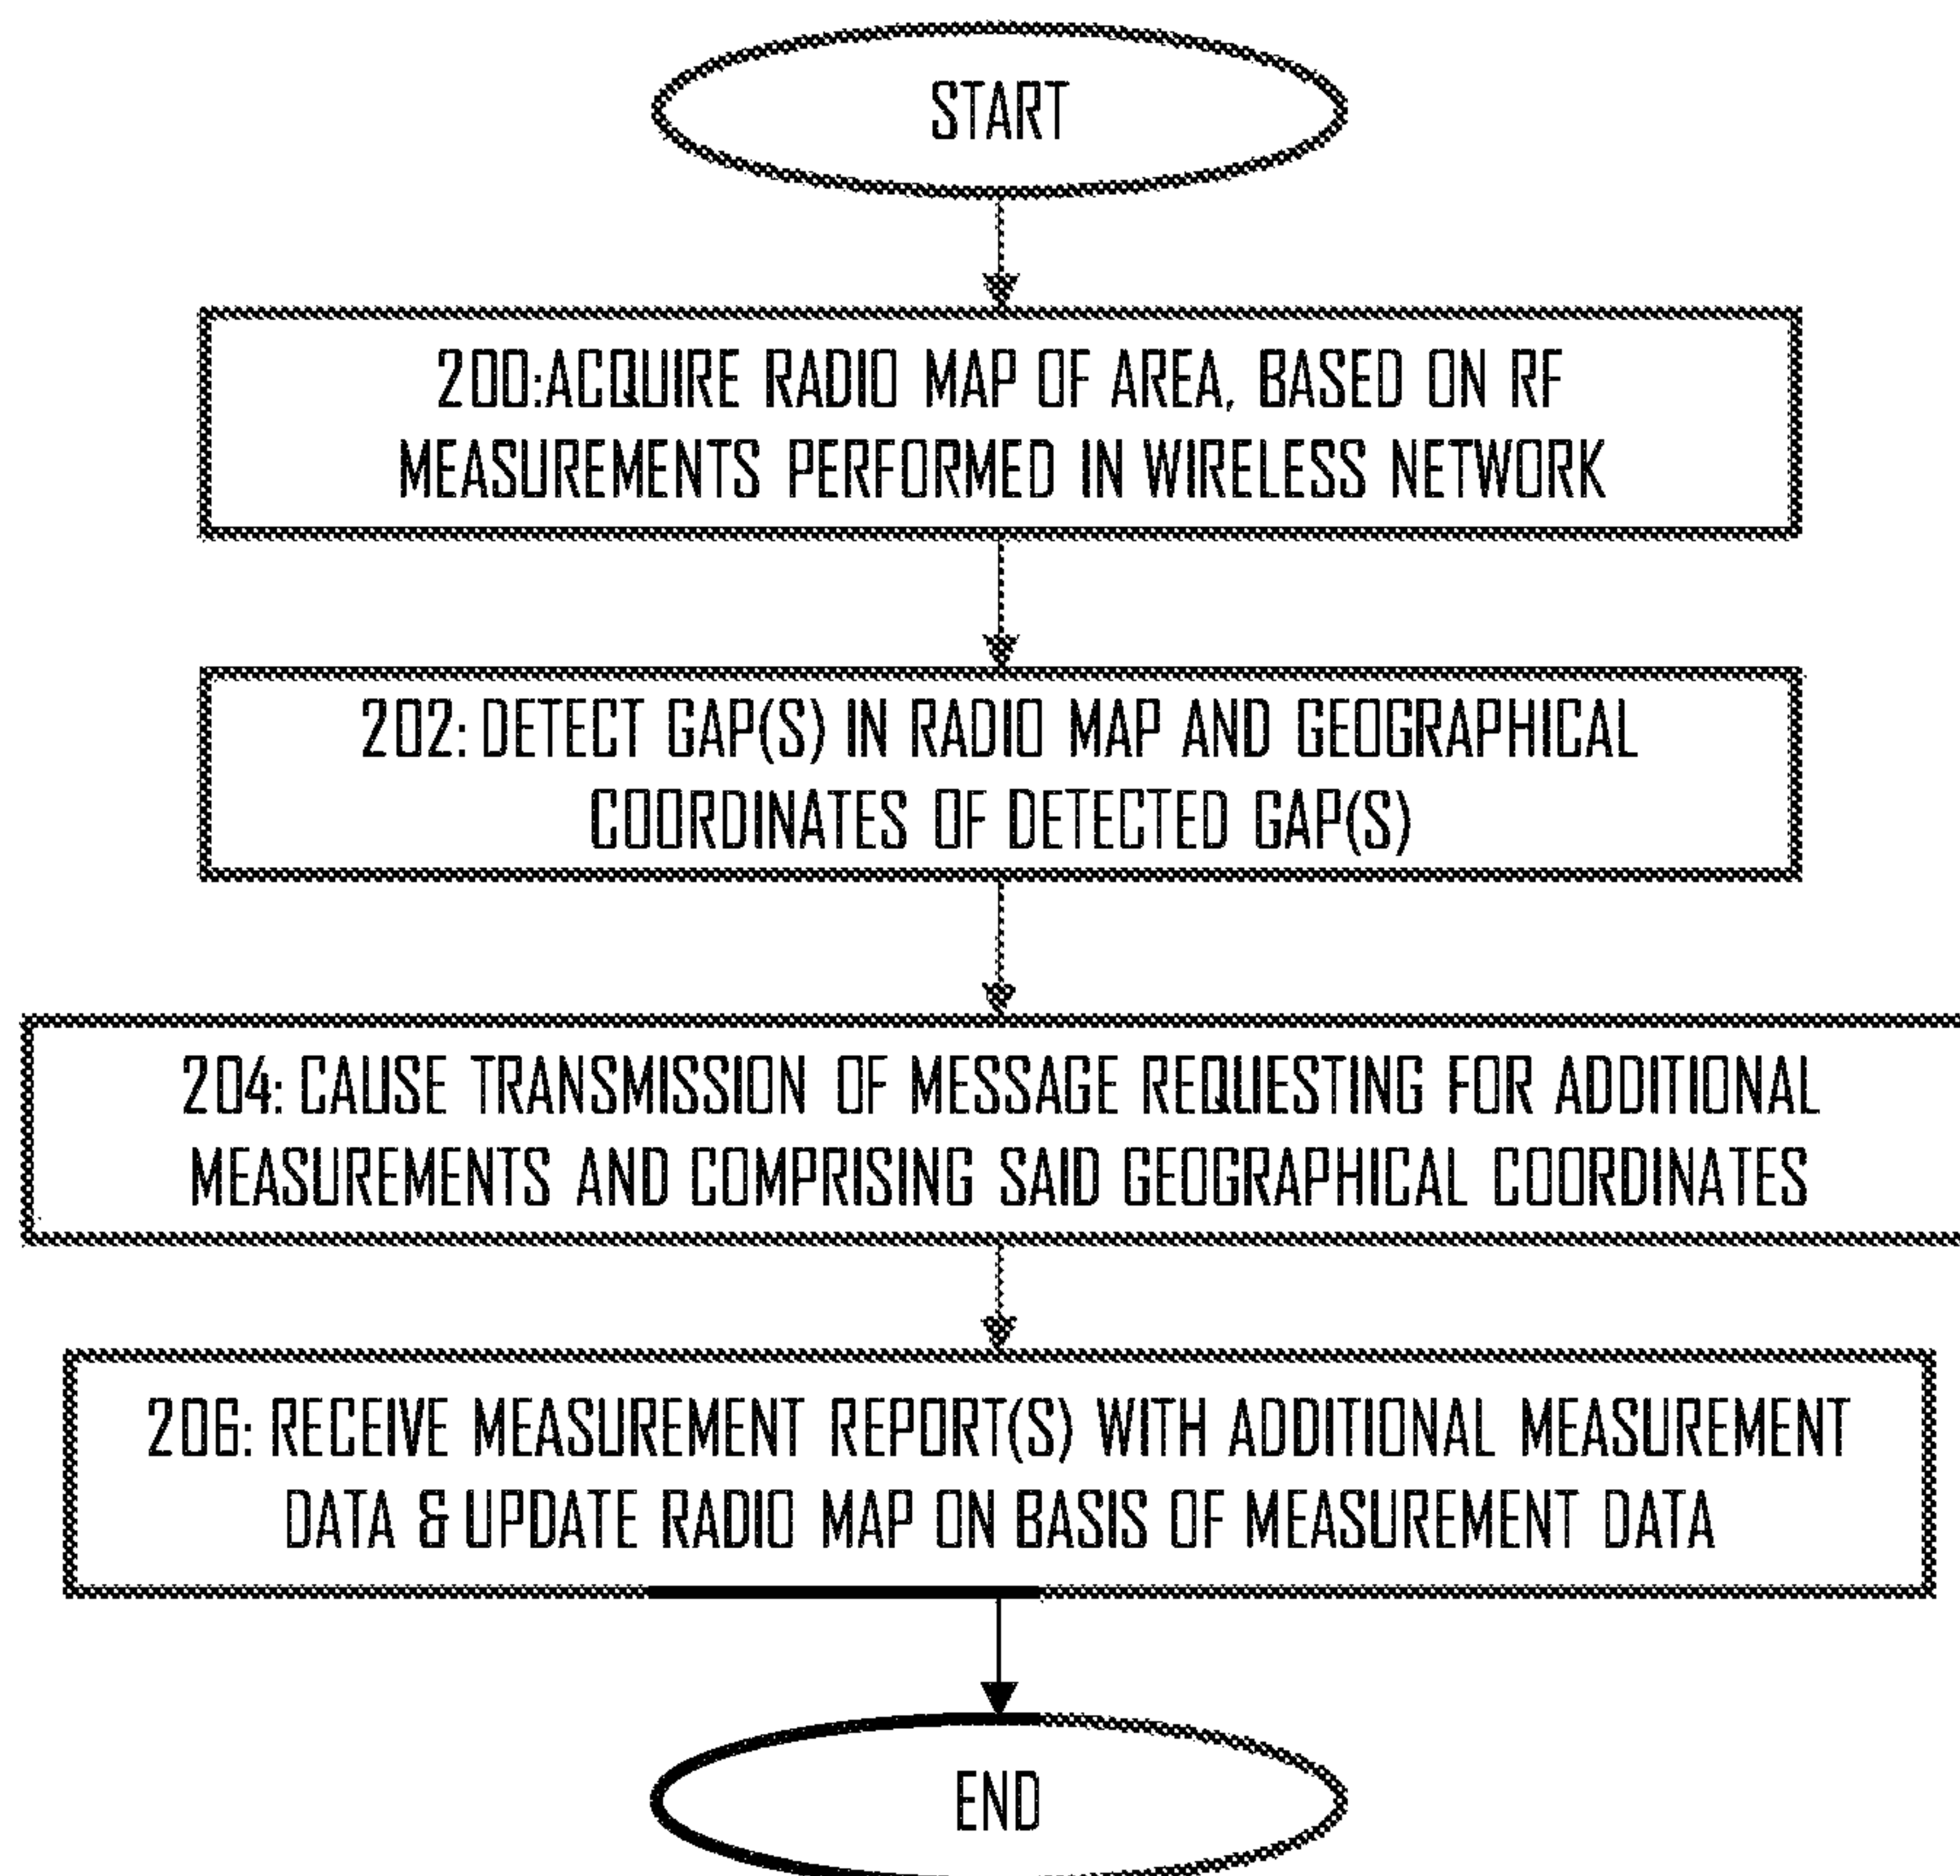 START
200:ACQUIRE RADIO MAP OF AREA, BASED ON RF
MEASUREMENTS PERFORMED IN WIRELESS NETWORK
202: DETECT GAP(S) IN RADIO MAP AND GEOGRAPHICAL
COORDINATES OF DETECTED GAP(S)
204: CAUSE TRANSMISSION OF MESSAGE REQUESTING FOR ADDITIONAL
MEASUREMENTS AND COMPRISING SAID GEOGRAPHICAL COORDINATES
206: RECEIVE MEASUREMENT REPORT(S) WITH ADDITIONAL MEASUREMENT
DATA & UPDATE RADIO MAP ON BASIS OF MEASUREMENT DATA
END